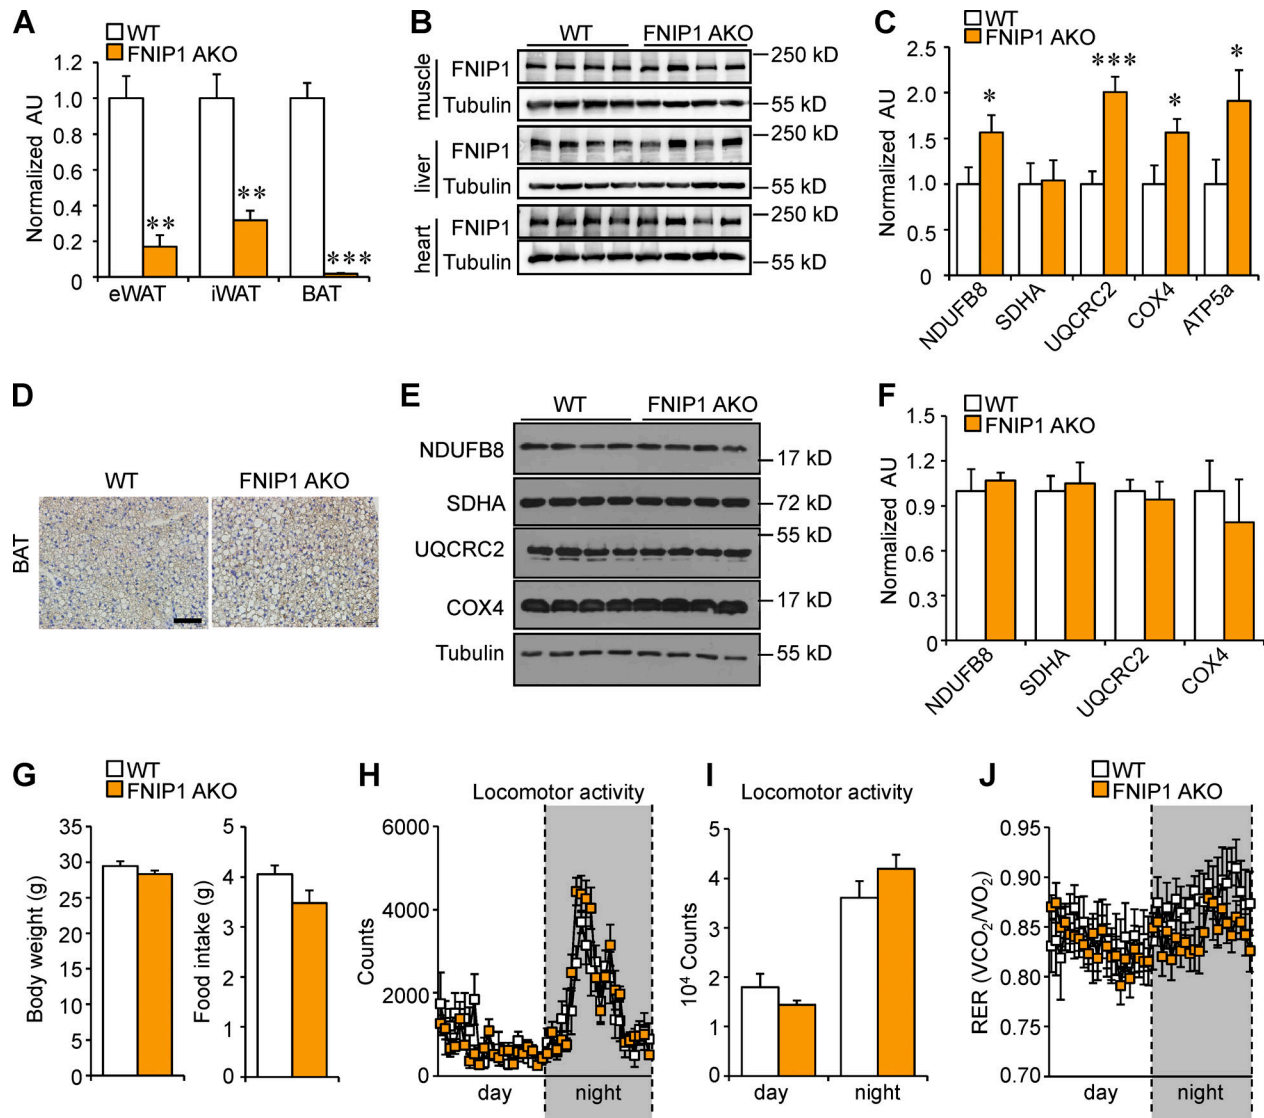 A
WT
FNIP1 AKO
Normalized AU
1.2
1.0
0.8
0.6
0.4
0.2
0
**
**
***
eWAT
iWAT
BAT
B
WT
FNIP1 AKO
muscle
FNIP1
250 kD
Tubulin
55 kD
liver
FNIP1
250 kD
Tubulin
55 kD
heart
FNIP1
250 kD
Tubulin
55 kD
C
WT
FNIP1 AKO
Normalized AU
2.5
2.0
1.5
1.0
0.5
0
*
***
*
*
NDUFB8
SDHA
UQCRC2
COX4
ATP5a
D
WT
FNIP1 AKO
BAT
E
WT
FNIP1 AKO
NDUFB8
17 kD
SDHA
72 kD
UQCRC2
55 kD
COX4
17 kD
Tubulin
55 kD
F
WT
FNIP1 AKO
Normalized AU
1.5
1.2
0.9
0.6
0.3
0
NDUFB8
SDHA
UQCRC2
COX4
G
WT
FNIP1 AKO
Body weight (g)
35
30
25
20
15
10
5
0
Food intake (g)
5
4
3
2
1
0
H
Locomotor activity
Counts
6000
4000
2000
0
day
night
I
Locomotor activity
10⁴ Counts
5
4
3
2
1
0
day
night
J
WT
FNIP1 AKO
RER (VCO₂/VO₂)
0.95
0.90
0.85
0.80
0.75
0.70
day
night